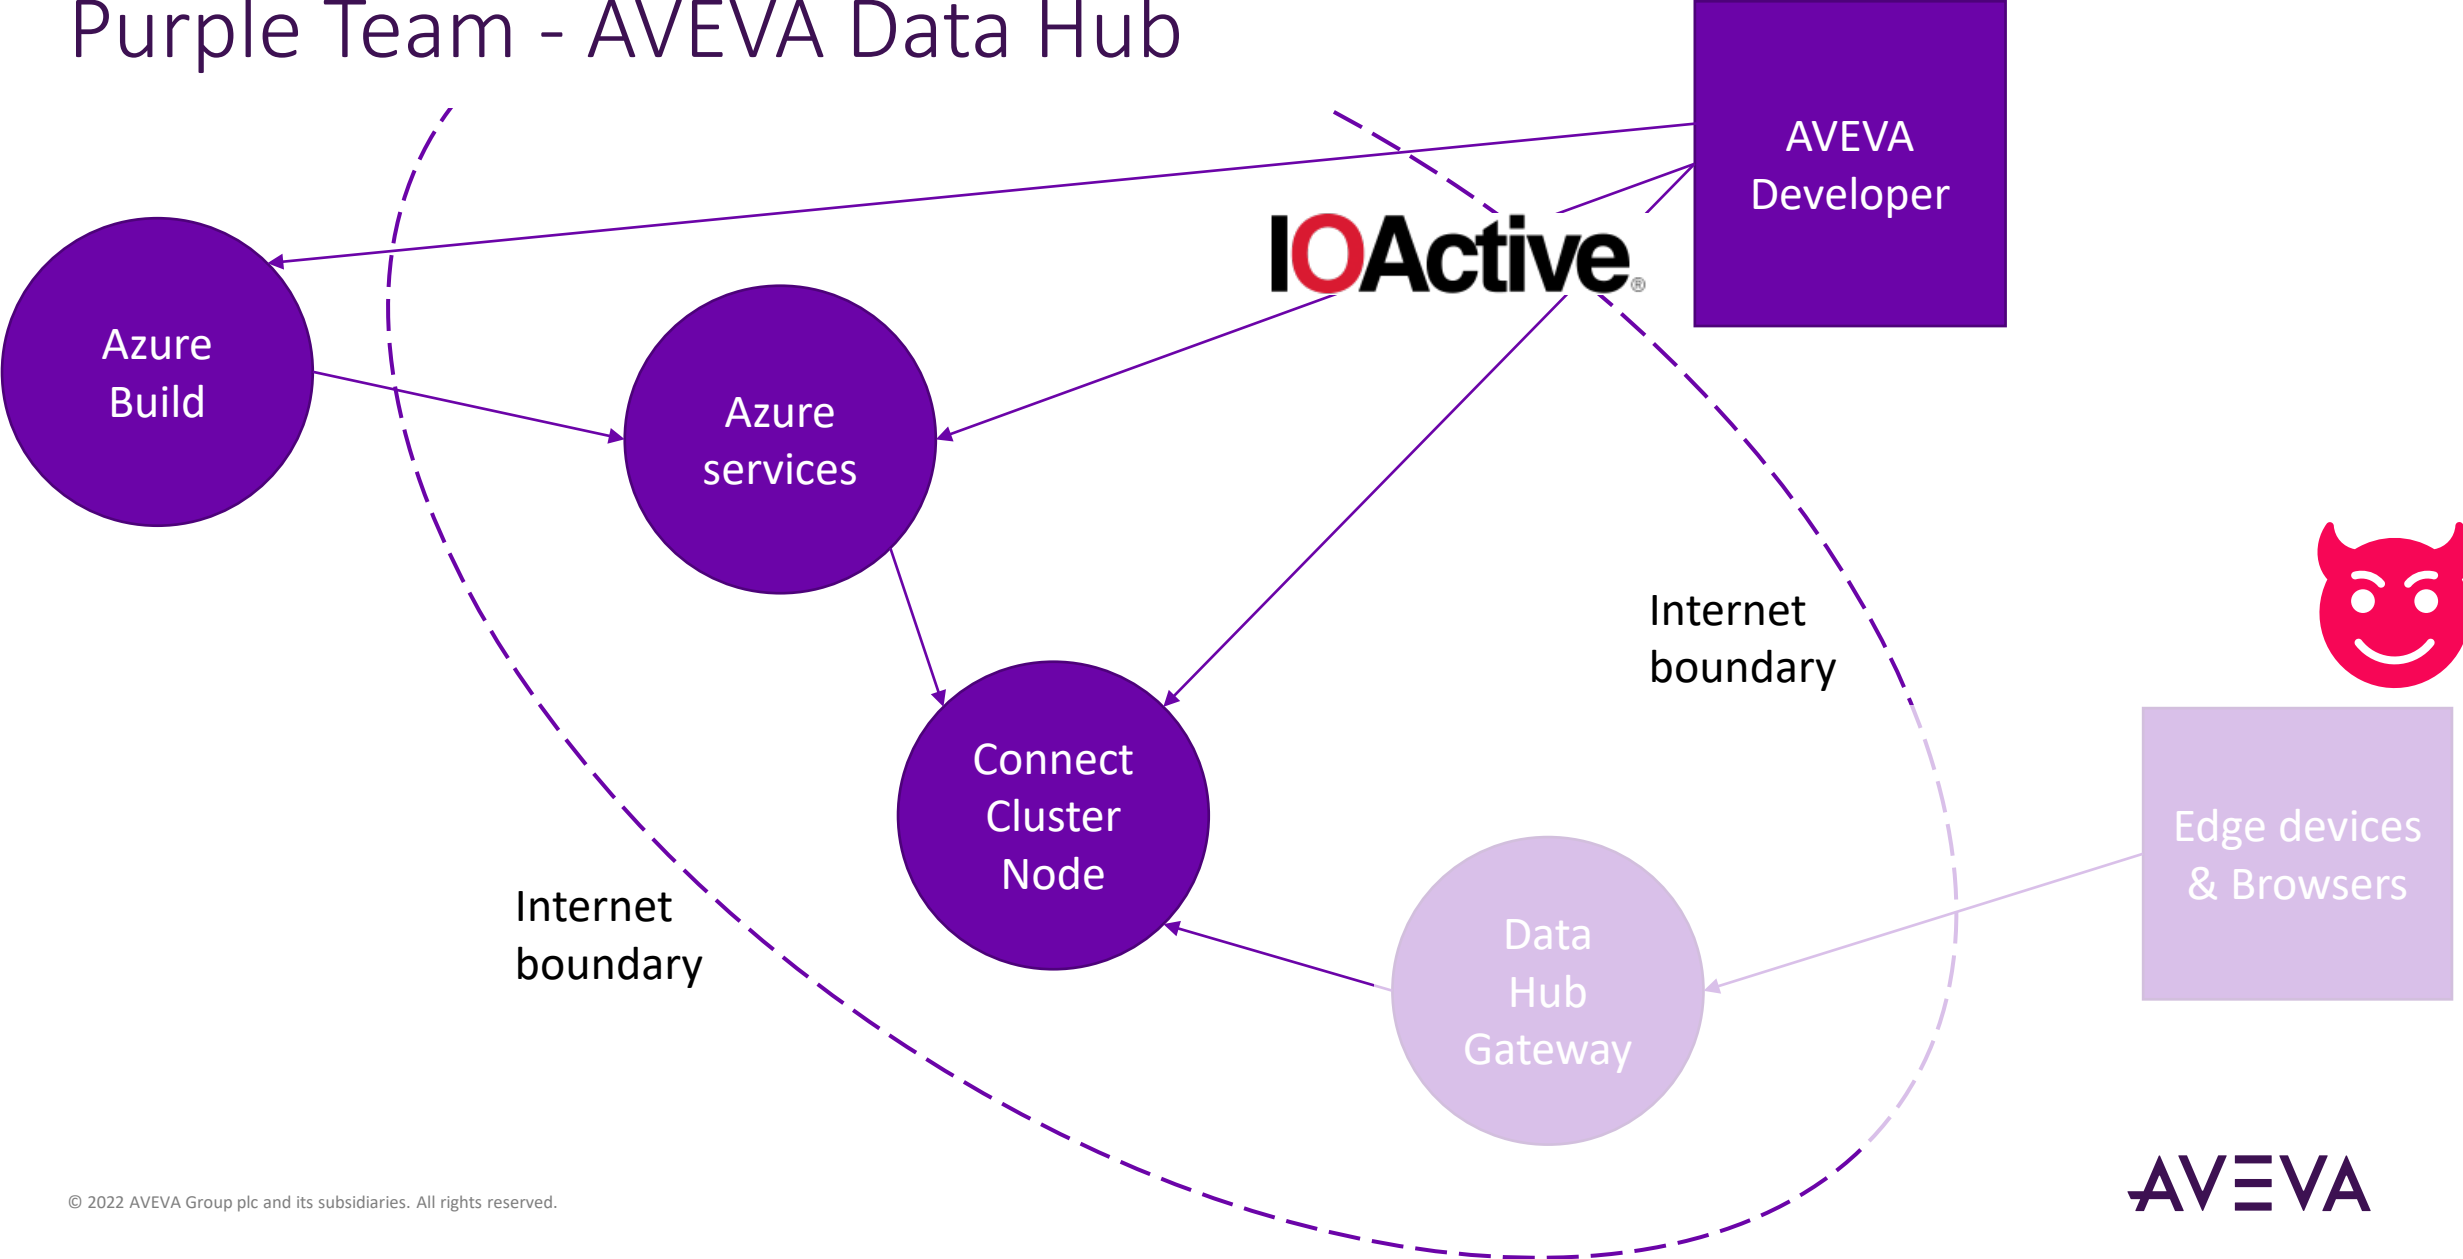 Purple Team - AVEVA Data Hub
AVEVA
Developer
IOActive®
Azure
Build
Azure
services
Internet
boundary
Connect
Cluster
Node
Edge devices
& Browsers
Internet
boundary
Data
Hub
Gateway
© 2022 AVEVA Group plc and its subsidiaries. All rights reserved.
AVEVA